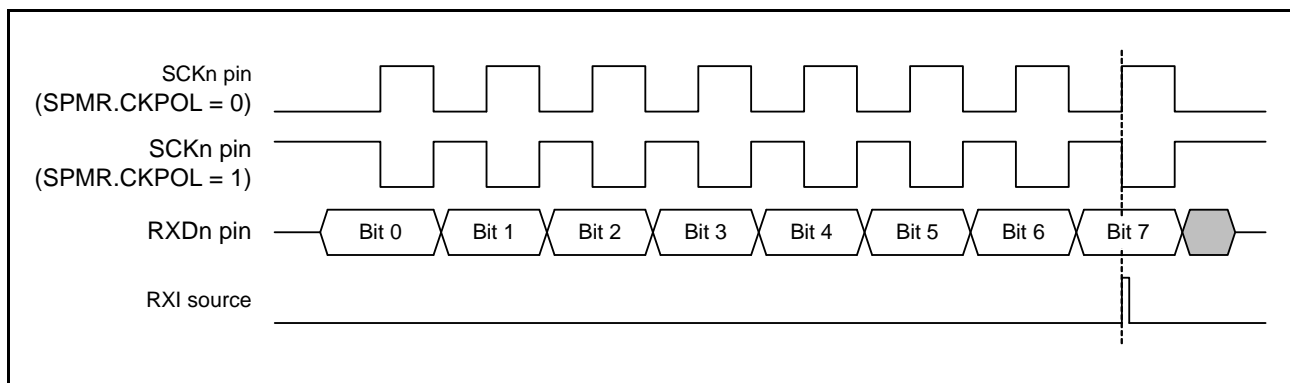 SCKn pin
(SPMR.CKPOL = 0)
SCKn pin
(SPMR.CKPOL = 1)
RXDn pin
Bit 0 Bit 1 Bit 2 Bit 3 Bit 4 Bit 5 Bit 6 Bit 7
RXI source